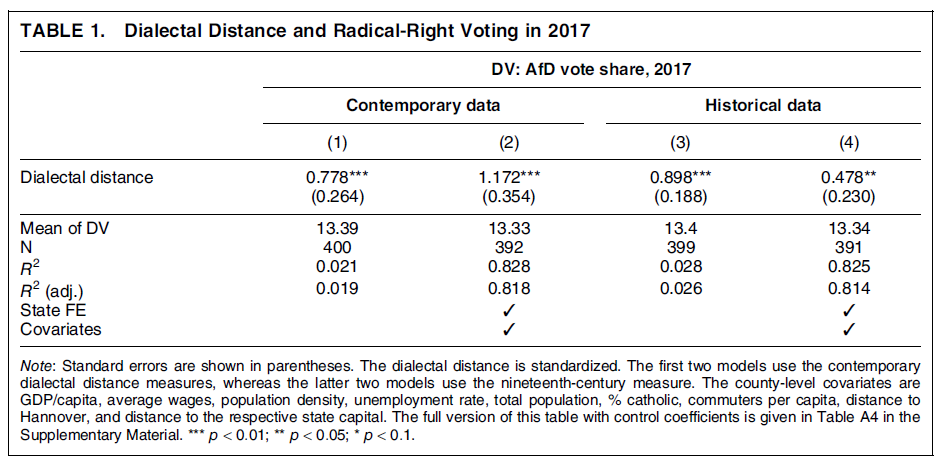 TABLE 1. Dialectal Distance and Radical-Right Voting in 2017
DV: AfD vote share, 2017
Contemporary data Historical data
(1) (2) (3) (4)
Dialectal distance 0.778*** 1.172*** 0.898*** 0.478**
(0.264) (0.354) (0.188) (0.230)
Mean of DV 13.39 13.33 13.4 13.34
N 400 392 399 391
R² 0.021 0.828 0.028 0.825
R² (adj.) 0.019 0.818 0.026 0.814
State FE ✓ ✓
Covariates ✓ ✓
Note: Standard errors are shown in parentheses. The dialectal distance is standardized. The first two models use the contemporary
dialectal distance measures, whereas the latter two models use the nineteenth-century measure. The county-level covariates are
GDP/capita, average wages, population density, unemployment rate, total population, % catholic, commuters per capita, distance to
Hannover, and distance to the respective state capital. The full version of this table with control coefficients is given in Table A4 in the
Supplementary Material. *** p < 0.01; ** p < 0.05; * p < 0.1.